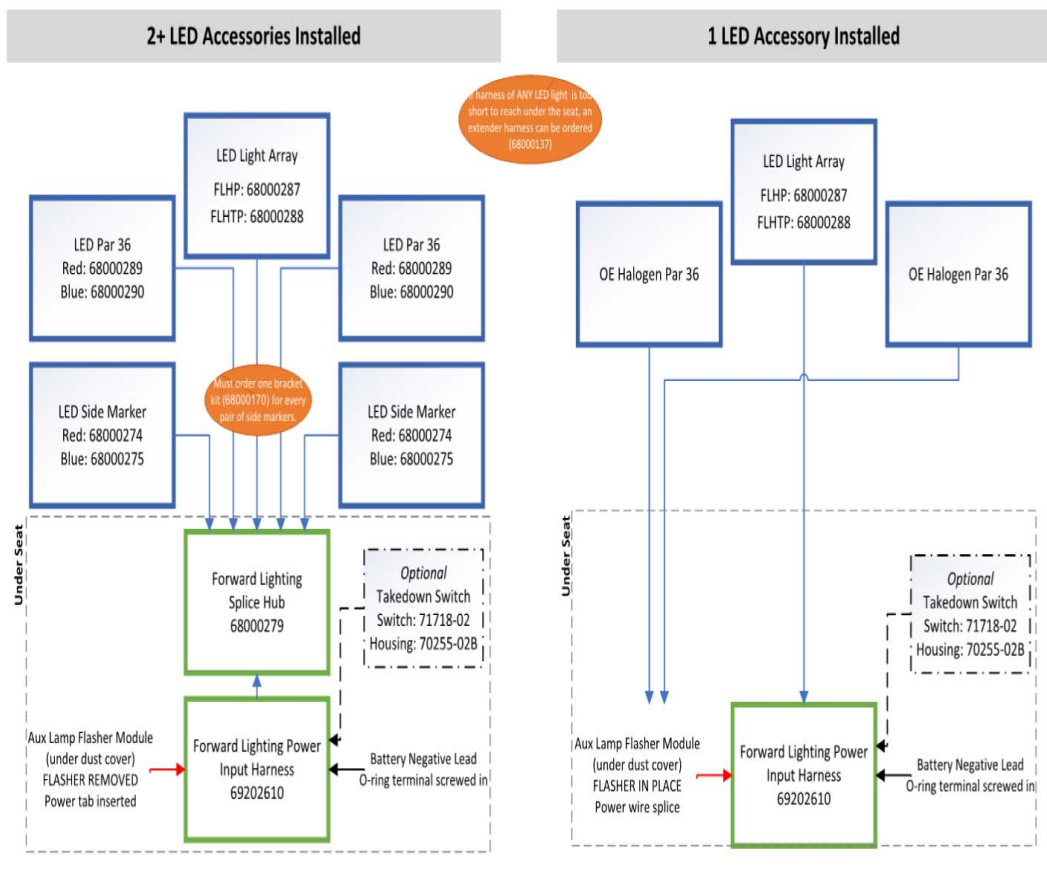 2+ LED Accessories Installed
1 LED Accessory Installed
harness of ANY LED light is too
short to reach under the seat, an
extender harness can be ordered
(68000137)
LED Light Array
FLHP: 68000287
FLHTP: 68000288
LED Par 36
Red: 68000289
Blue: 68000290
LED Par 36
Red: 68000289
Blue: 68000290
Must order one bracket
kit (68000170) for every
pair of side markers.
LED Side Marker
Red: 68000274
Blue: 68000275
LED Side Marker
Red: 68000274
Blue: 68000275
Under Seat
Forward Lighting
Splice Hub
68000279
Optional
Takedown Switch
Switch: 71718-02
Housing: 70255-02B
Aux Lamp Flasher Module
(under dust cover)
FLASHER REMOVED
Power tab inserted
Forward Lighting Power
Input Harness
69202610
Battery Negative Lead
O-ring terminal screwed in
LED Light Array
FLHP: 68000287
FLHTP: 68000288
OE Halogen Par 36
OE Halogen Par 36
Under Seat
Optional
Takedown Switch
Switch: 71718-02
Housing: 70255-02B
Aux Lamp Flasher Module
(under dust cover)
FLASHER IN PLACE
Power wire splice
Forward Lighting Power
Input Harness
69202610
Battery Negative Lead
O-ring terminal screwed in